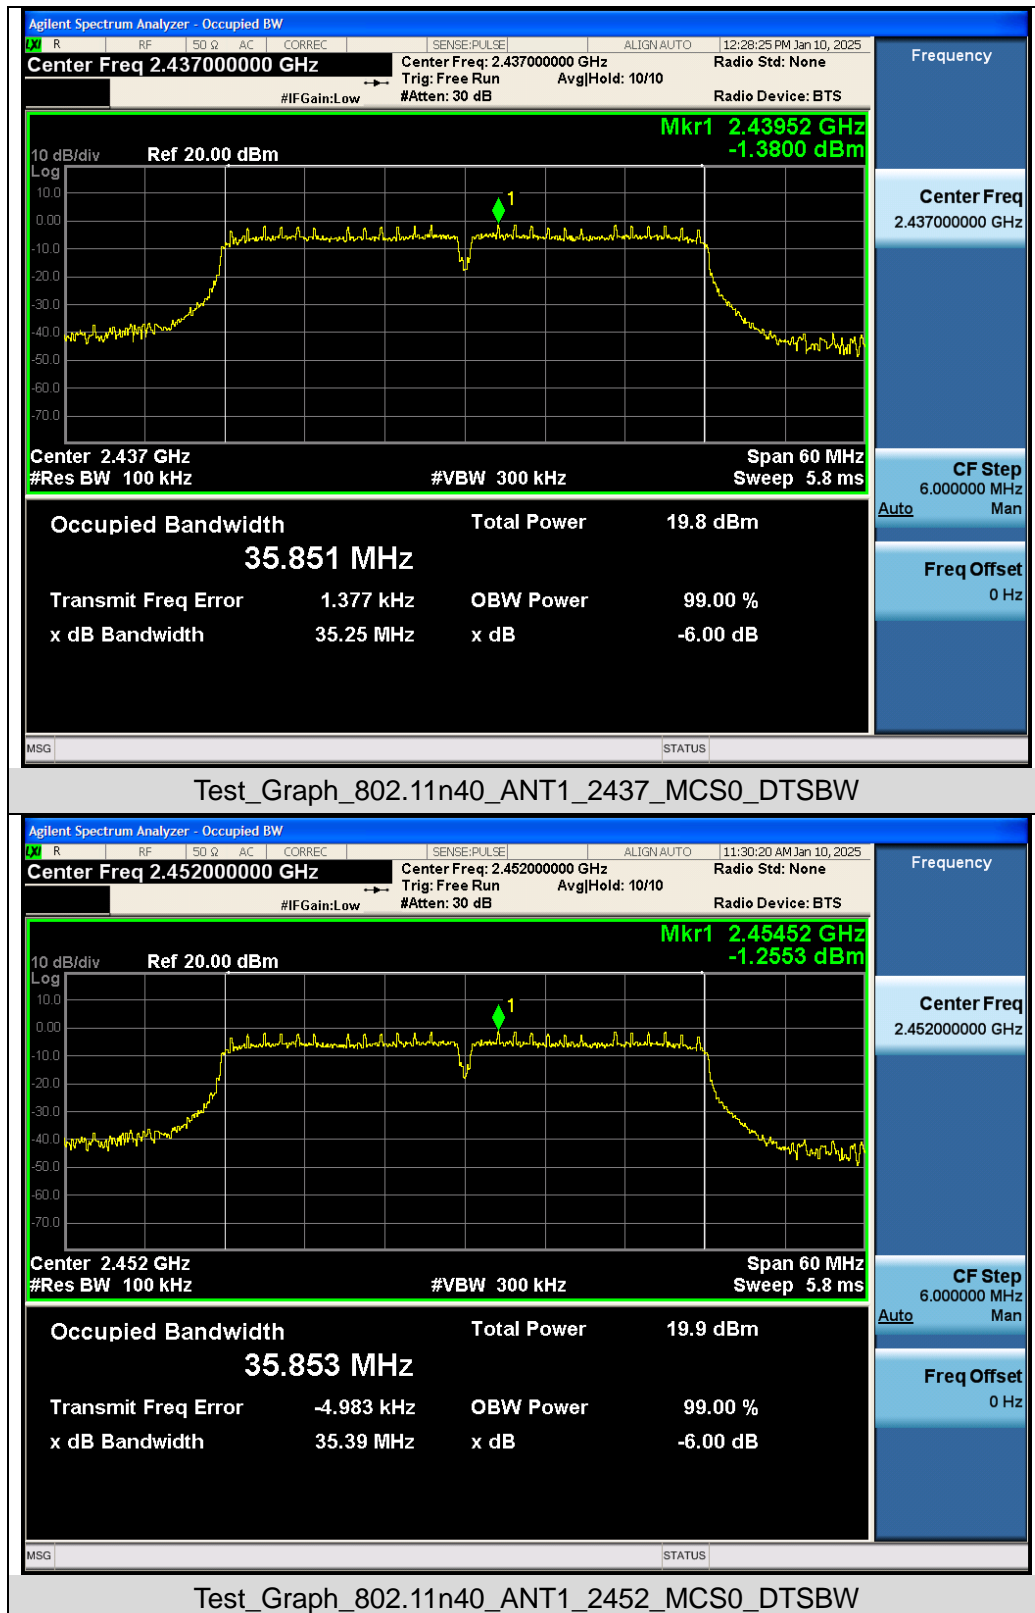 Agilent Spectrum Analyzer - Occupied BW
LXI R RF 50 Ω AC CORREC SENSE:PULSE ALIGN AUTO 12:28:25 PM Jan 10, 2025
Center Freq 2.437000000 GHz
Center Freq: 2.437000000 GHz Radio Std: None
Trig: Free Run Avg|Hold: 10/10
#IFGain:Low #Atten: 30 dB Radio Device: BTS
Frequency
Mkr1 2.43952 GHz
-1.3800 dBm
10 dB/div Ref 20.00 dBm
Log
10.0
0.00
-10.0
-20.0
-30.0
-40.0
-50.0
-60.0
-70.0
1
Center 2.437 GHz Span 60 MHz
#Res BW 100 kHz #VBW 300 kHz Sweep 5.8 ms
Center Freq
2.437000000 GHz
CF Step
6.000000 MHz
Auto Man
Freq Offset
0 Hz
Occupied Bandwidth Total Power 19.8 dBm
35.851 MHz
Transmit Freq Error 1.377 kHz OBW Power 99.00 %
x dB Bandwidth 35.25 MHz x dB -6.00 dB
MSG STATUS
Test_Graph_802.11n40_ANT1_2437_MCS0_DTSBW
Agilent Spectrum Analyzer - Occupied BW
LXI R RF 50 Ω AC CORREC SENSE:PULSE ALIGN AUTO 11:30:20 AM Jan 10, 2025
Center Freq 2.452000000 GHz
Center Freq: 2.452000000 GHz Radio Std: None
Trig: Free Run Avg|Hold: 10/10
#IFGain:Low #Atten: 30 dB Radio Device: BTS
Frequency
Mkr1 2.45452 GHz
-1.2553 dBm
10 dB/div Ref 20.00 dBm
Log
10.0
0.00
-10.0
-20.0
-30.0
-40.0
-50.0
-60.0
-70.0
1
Center 2.452 GHz Span 60 MHz
#Res BW 100 kHz #VBW 300 kHz Sweep 5.8 ms
Center Freq
2.452000000 GHz
CF Step
6.000000 MHz
Auto Man
Freq Offset
0 Hz
Occupied Bandwidth Total Power 19.9 dBm
35.853 MHz
Transmit Freq Error -4.983 kHz OBW Power 99.00 %
x dB Bandwidth 35.39 MHz x dB -6.00 dB
MSG STATUS
Test_Graph_802.11n40_ANT1_2452_MCS0_DTSBW